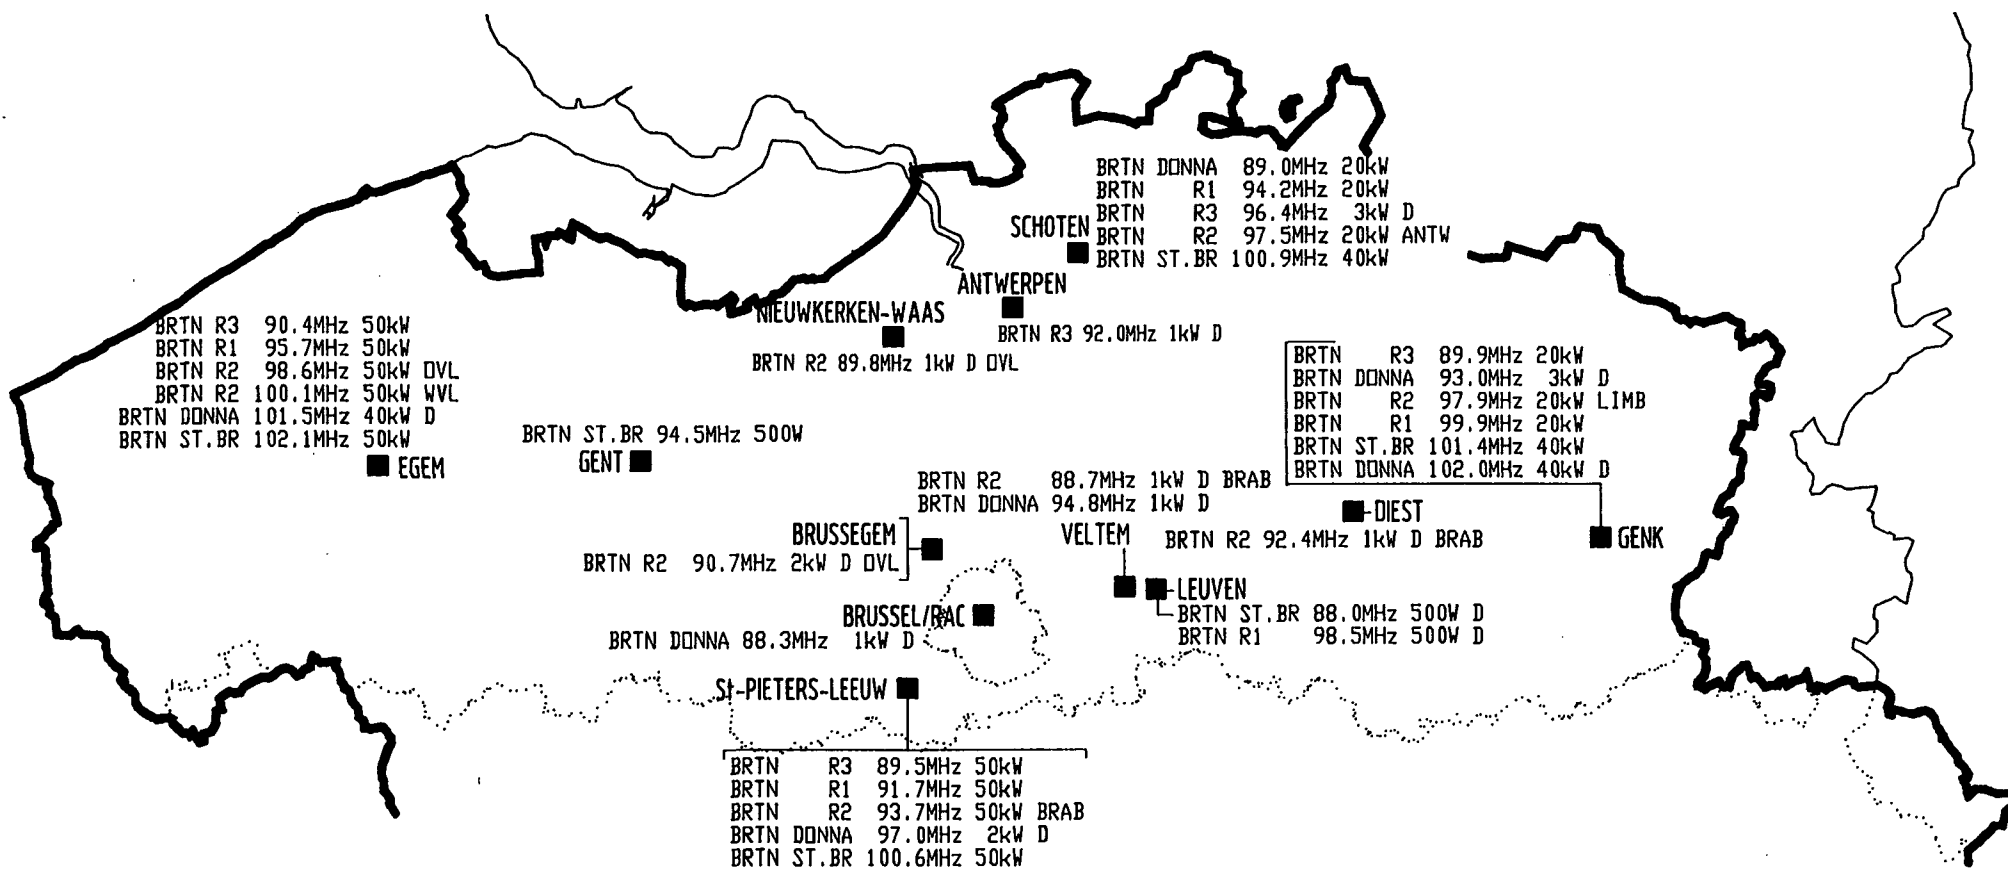 BRTN DONNA 89.0MHz 20kW
BRTN R1 94.2MHz 20kW
BRTN R3 96.4MHz 3kW D
BRTN R2 97.5MHz 20kW ANTW
BRTN ST.BR 100.9MHz 40kW
SCHOTEN
ANTWERPEN
BRTN R3 92.0MHz 1kW D
NIEUWKERKEN-WAAS
BRTN R2 89.8MHz 1kW D OVL
BRTN R3 90.4MHz 50kW
BRTN R1 95.7MHz 50kW
BRTN R2 98.6MHz 50kW OVL
BRTN R2 100.1MHz 50kW WVL
BRTN DONNA 101.5MHz 40kW D
BRTN ST.BR 102.1MHz 50kW
EGEM
BRTN ST.BR 94.5MHz 500W
GENT
BRTN R3 89.9MHz 20kW
BRTN DONNA 93.0MHz 3kW D
BRTN R2 97.9MHz 20kW LIMB
BRTN R1 99.9MHz 20kW
BRTN ST.BR 101.4MHz 40kW
BRTN DONNA 102.0MHz 40kW D
GENK
BRTN R2 88.7MHz 1kW D BRAB
BRTN DONNA 94.8MHz 1kW D
VELTEM
DIEST
BRTN R2 92.4MHz 1kW D BRAB
BRUSSEGEM
BRTN R2 90.7MHz 2kW D OVL
LEUVEN
BRTN ST.BR 88.0MHz 500W D
BRTN R1 98.5MHz 500W D
BRUSSEL/RAC
BRTN DONNA 88.3MHz 1kW D
St-PIETERS-LEEUW
BRTN R3 89.5MHz 50kW
BRTN R1 91.7MHz 50kW
BRTN R2 93.7MHz 50kW BRAB
BRTN DONNA 97.0MHz 2kW D
BRTN ST.BR 100.6MHz 50kW